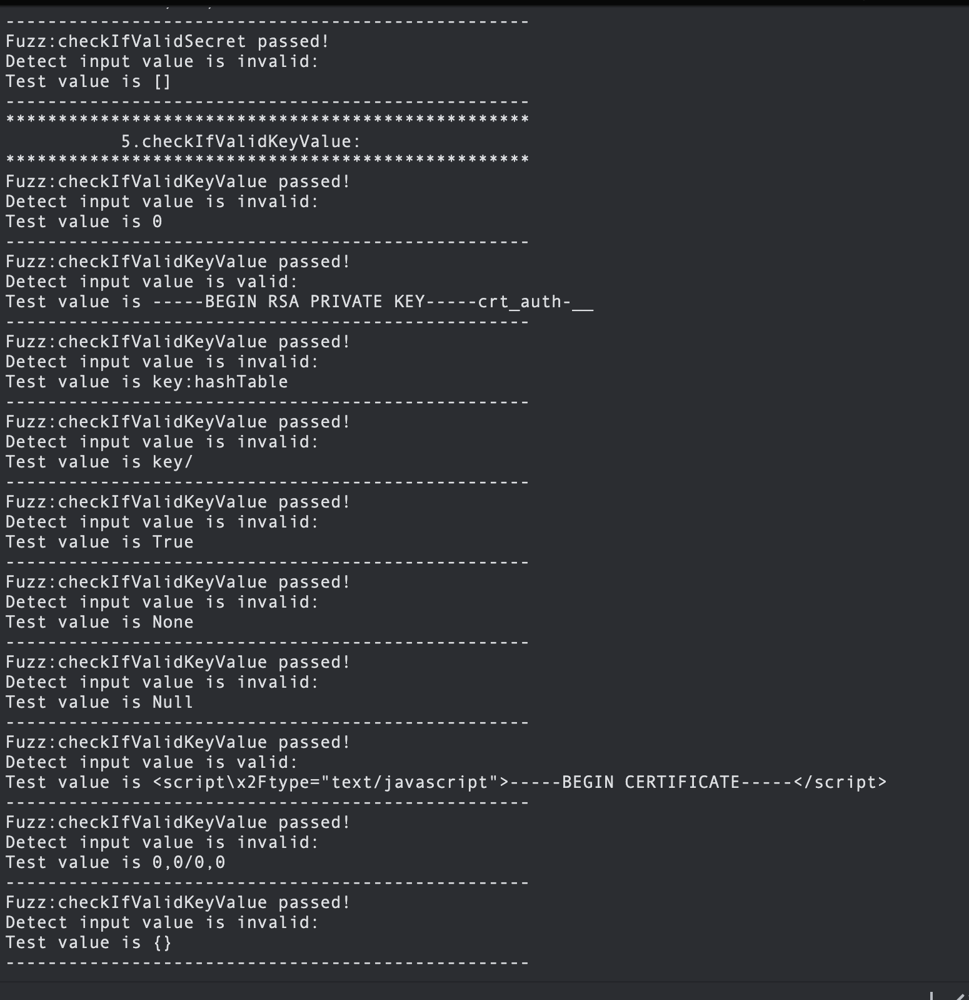 --------------------------------------------------
Fuzz:checkIfValidSecret passed!
Detect input value is invalid:
Test value is []
--------------------------------------------------
**************************************************
           5.checkIfValidKeyValue:
**************************************************
Fuzz:checkIfValidKeyValue passed!
Detect input value is invalid:
Test value is 0
--------------------------------------------------
Fuzz:checkIfValidKeyValue passed!
Detect input value is valid:
Test value is -----BEGIN RSA PRIVATE KEY-----crt_auth-__
--------------------------------------------------
Fuzz:checkIfValidKeyValue passed!
Detect input value is invalid:
Test value is key:hashTable
--------------------------------------------------
Fuzz:checkIfValidKeyValue passed!
Detect input value is invalid:
Test value is key/
--------------------------------------------------
Fuzz:checkIfValidKeyValue passed!
Detect input value is invalid:
Test value is True
--------------------------------------------------
Fuzz:checkIfValidKeyValue passed!
Detect input value is invalid:
Test value is None
--------------------------------------------------
Fuzz:checkIfValidKeyValue passed!
Detect input value is invalid:
Test value is Null
--------------------------------------------------
Fuzz:checkIfValidKeyValue passed!
Detect input value is valid:
Test value is <script\x2Ftype="text/javascript">-----BEGIN CERTIFICATE-----</script>
--------------------------------------------------
Fuzz:checkIfValidKeyValue passed!
Detect input value is invalid:
Test value is 0,0/0,0
--------------------------------------------------
Fuzz:checkIfValidKeyValue passed!
Detect input value is invalid:
Test value is {}
--------------------------------------------------